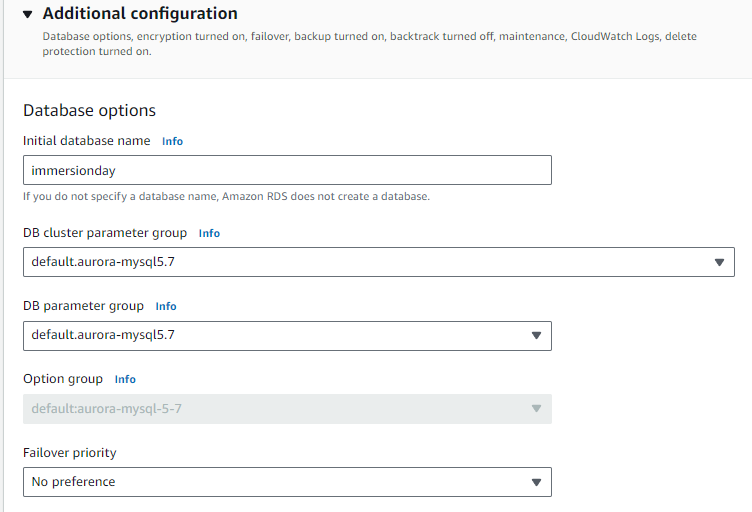 Additional configuration
Database options, encryption turned on, failover, backup turned on, backtrack turned off, maintenance, CloudWatch Logs, delete
protection turned on.
Database options
Initial database name Info
immersionday
If you do not specify a database name, Amazon RDS does not create a database.
DB cluster parameter group Info
default.aurora-mysql5.7
DB parameter group Info
default.aurora-mysql5.7
Option group Info
default:aurora-mysql-5-7
Failover priority
No preference